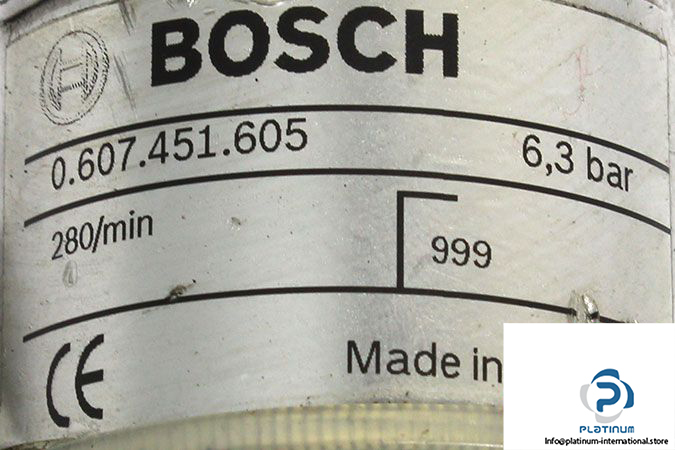 BOSCH
0.607.451.605 6,3 bar
280/min 999
CE Made in
PLATINUM
Info@platinum-international.store